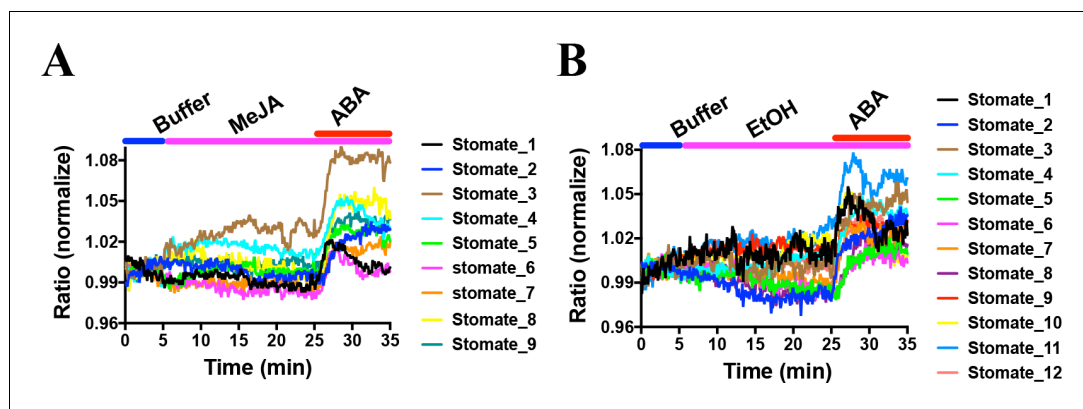 A
Buffer MeJA ABA
Ratio (normalize)
1.08
1.05
1.02
0.99
0.96
0 5 10 15 20 25 30 35
Time (min)
Stomate_1
Stomate_2
Stomate_3
Stomate_4
Stomate_5
stomate_6
stomate_7
Stomate_8
Stomate_9
B
Buffer EtOH ABA
Ratio (normalize)
1.08
1.05
1.02
0.99
0.96
0 5 10 15 20 25 30 35
Time (min)
Stomate_1
Stomate_2
Stomate_3
Stomate_4
Stomate_5
Stomate_6
Stomate_7
Stomate_8
Stomate_9
Stomate_10
Stomate_11
Stomate_12